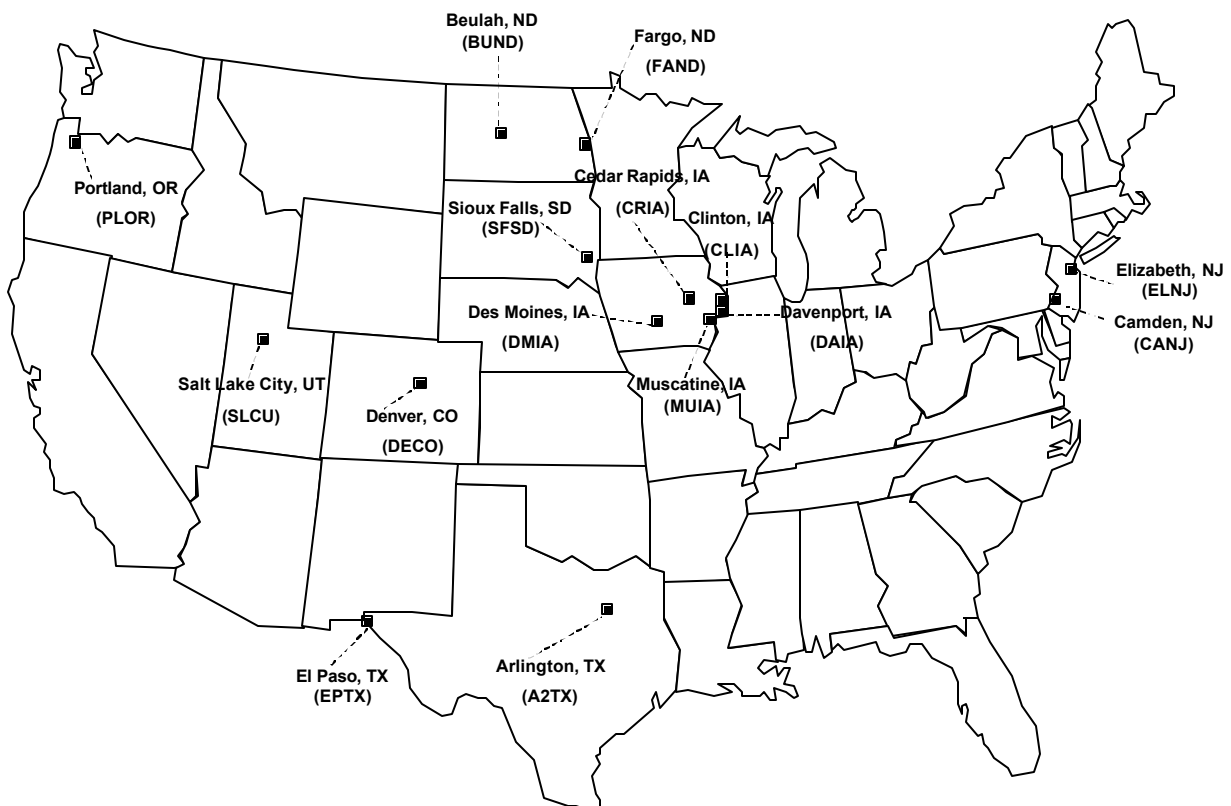 Beulah, ND
(BUND)
Fargo, ND
(FAND)
Cedar Rapids, IA
(CRIA)
Portland, OR
(PLOR)
Sioux Falls, SD
(SFSD)
Clinton, IA
(CLIA)
Elizabeth, NJ
(ELNJ)
Des Moines, IA
(DMIA)
Davenport, IA
(DAIA)
Camden, NJ
(CANJ)
Salt Lake City, UT
(SLCU)
Muscatine, IA
(MUIA)
Denver, CO
(DECO)
El Paso, TX
(EPTX)
Arlington, TX
(A2TX)